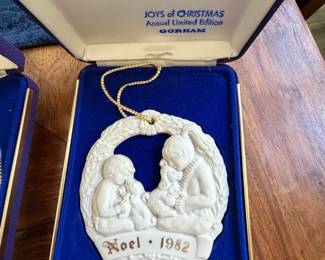 JOYS of CHRISTMAS
Annual Limited Edition
GORHAM
Noel · 1982